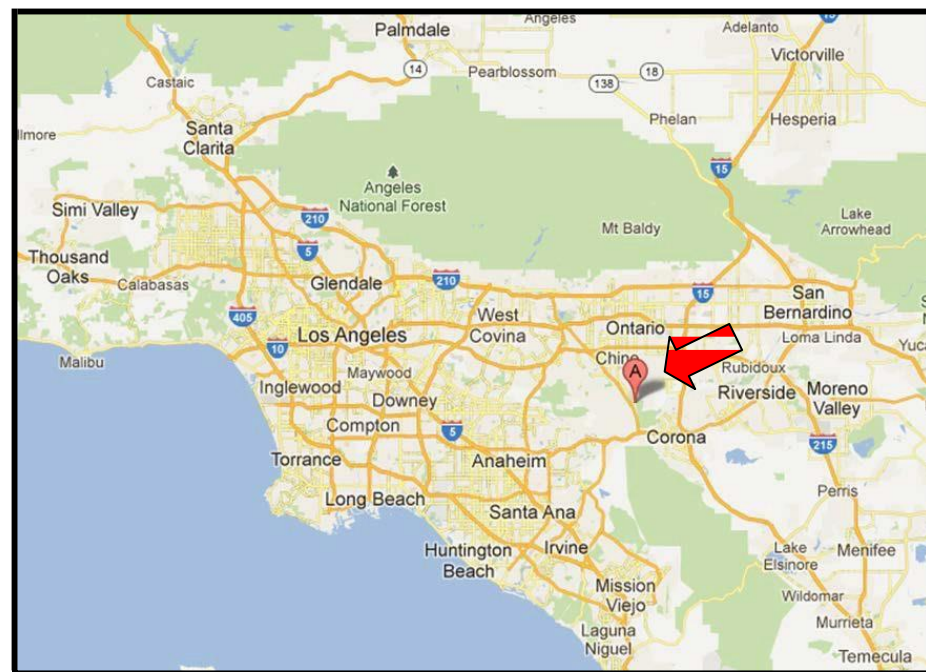 Angeles
Palmdale
Adelanto
15
Victorville
14
Pearblossom
138
18
Castaic
Phelan
Hesperia
llmore
Santa
Clarita
15
Angeles
National Forest
Simi Valley
210
Mt Baldy
Lake
Arrowhead
5
Thousand
Oaks
Calabasas
Glendale
210
15
San
Bernardino
405
West
Covina
Ontario
Los Angeles
Loma Linda
Yuca
10
Chino
Malibu
Maywood
Rubidoux
A
Inglewood
Downey
Riverside
Moreno
Valley
Compton
5
Corona
215
Torrance
Anaheim
Long Beach
Perris
Santa Ana
Huntington
Beach
Irvine
Lake
Elsinore
Menifee
Mission
Viejo
Wildomar
Laguna
Niguel
Murrieta
Temecula